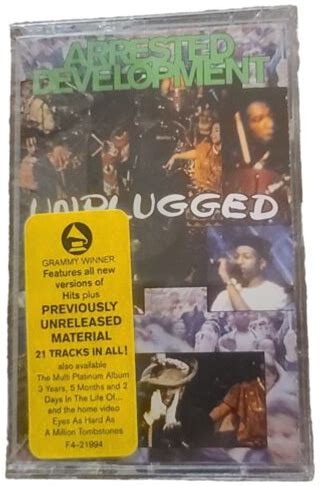 ARRESTED
DEVELOPMENT
UNPLUGGED
GRAMMY WINNER
Features all new
versions of
Hits plus
PREVIOUSLY
UNRELEASED
MATERIAL
21 TRACKS IN ALL!
also available
The Multi Platinum Album
3 Years, 5 Months and 2
Days In The Life Of...
and the home video
Eyes As Hard As
A Million Tombstones
F4-21994